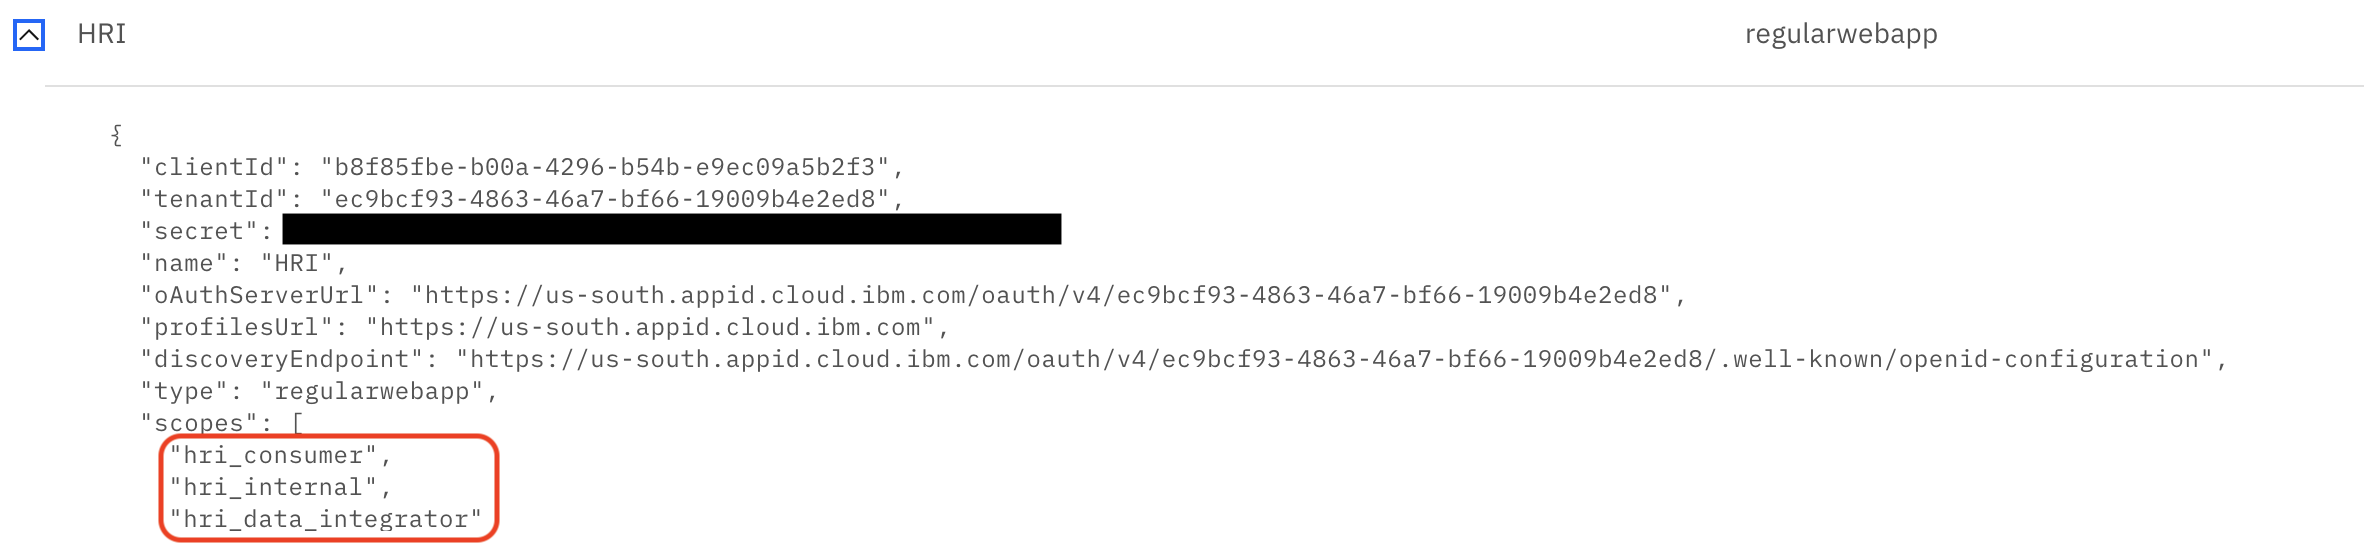 HRI regularwebapp
{
"clientId": "b8f85fbe-b00a-4296-b54b-e9ec09a5b2f3",
"tenantId": "ec9bcf93-4863-46a7-bf66-19009b4e2ed8",
"secret":
"name": "HRI",
"oAuthServerUrl": "https://us-south.appid.cloud.ibm.com/oauth/v4/ec9bcf93-4863-46a7-bf66-19009b4e2ed8",
"profilesUrl": "https://us-south.appid.cloud.ibm.com",
"discoveryEndpoint": "https://us-south.appid.cloud.ibm.com/oauth/v4/ec9bcf93-4863-46a7-bf66-19009b4e2ed8/.well-known/openid-configuration",
"type": "regularwebapp",
"scopes": [
"hri_consumer",
"hri_internal",
"hri_data_integrator"